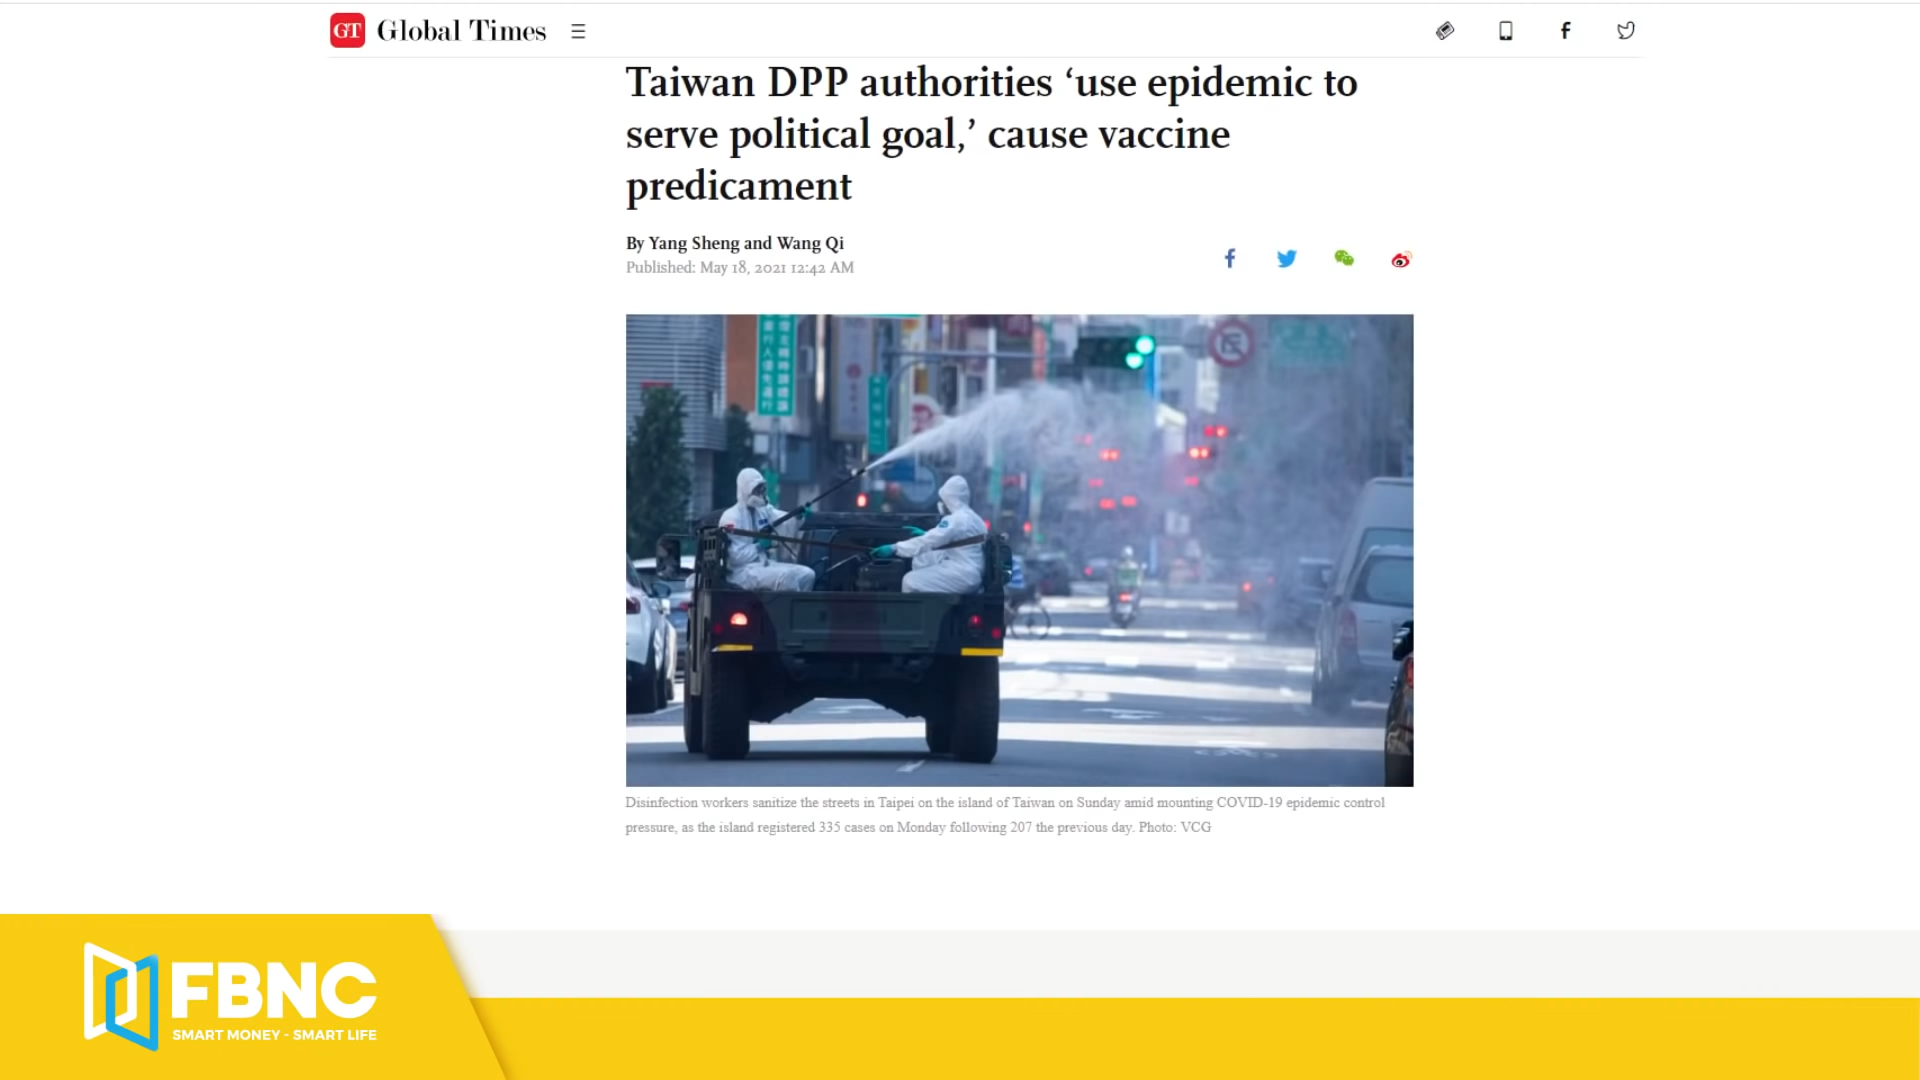 GT Global Times
Taiwan DPP authorities ‘use epidemic to
serve political goal,’ cause vaccine
predicament
By Yang Sheng and Wang Qi
Published: May 18, 2021 12:42 AM
Disinfection workers sanitize the streets in Taipei on the island of Taiwan on Sunday amid mounting COVID-19 epidemic control
pressure, as the island registered 335 cases on Monday following 207 the previous day. Photo: VCG
FBNC
SMART MONEY - SMART LIFE